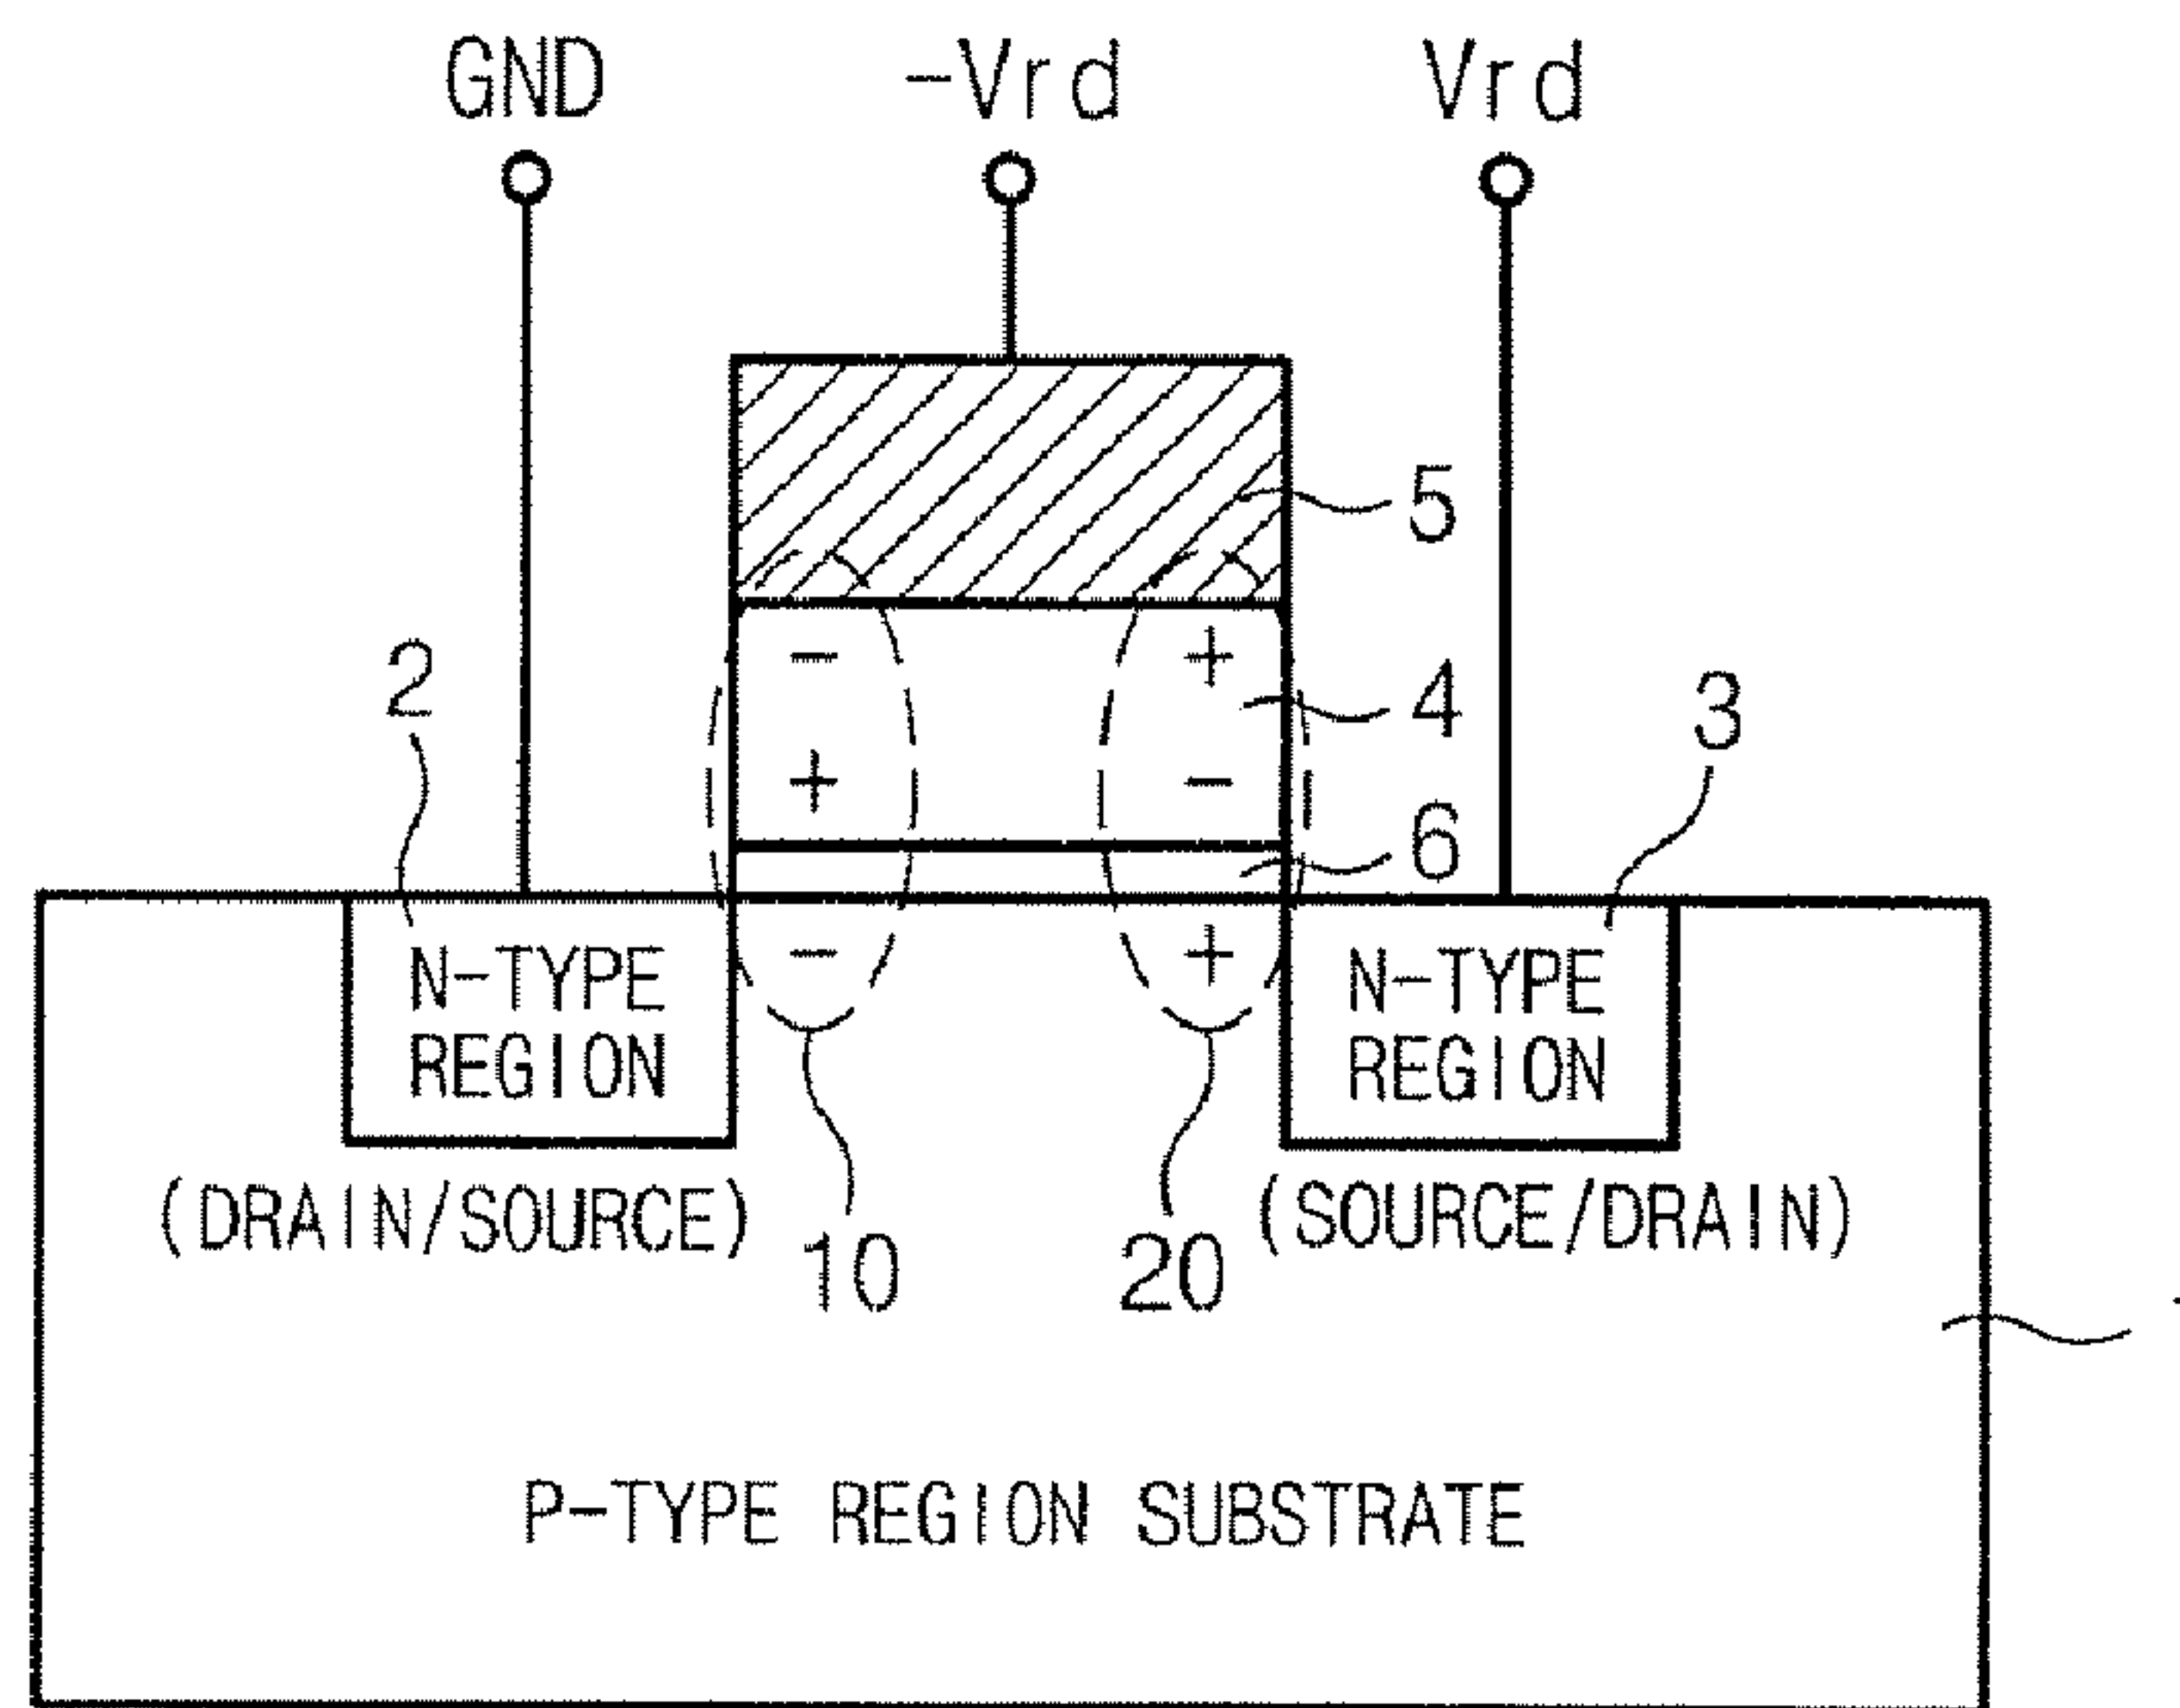 GND
-Vrd
Vrd
5
2
4
3
6
N-TYPE
REGION
N-TYPE
REGION
(DRAIN/SOURCE)
10
20
(SOURCE/DRAIN)
P-TYPE REGION SUBSTRATE